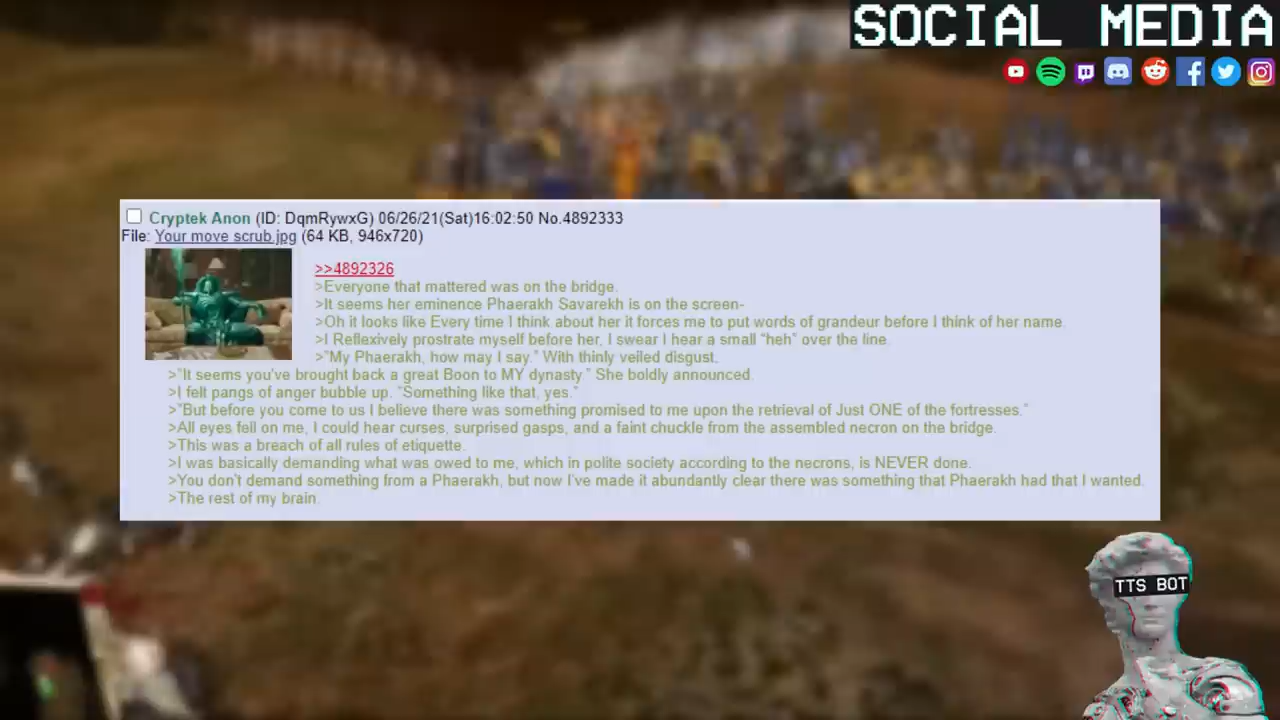 SOCIAL MEDIA
Cryptek Anon (ID: DqmRywxG) 06/26/21(Sat)16:02:50 No.4892333
File: Your move scrub.jpg (64 KB, 946x720)
>>4892326
>Everyone that mattered was on the bridge.
>It seems her eminence Phaerakh Savarekh is on the screen-
>Oh it looks like Every time I think about her it forces me to put words of grandeur before I think of her name.
>I Reflexively prostrate myself before her, I swear I hear a small “heh” over the line.
>"My Phaerakh, how may I say." With thinly veiled disgust.
>"It seems you've brought back a great Boon to MY dynasty." She boldly announced.
>I felt pangs of anger bubble up. "Something like that, yes."
>"But before you come to us I believe there was something promised to me upon the retrieval of Just ONE of the fortresses."
>All eyes fell on me, I could hear curses, surprised gasps, and a faint chuckle from the assembled necron on the bridge.
>This was a breach of all rules of etiquette.
>I was basically demanding what was owed to me, which in polite society according to the necrons, is NEVER done.
>You don't demand something from a Phaerakh, but now I've made it abundantly clear there was something that Phaerakh had that I wanted.
>The rest of my brain.
TTS BOT